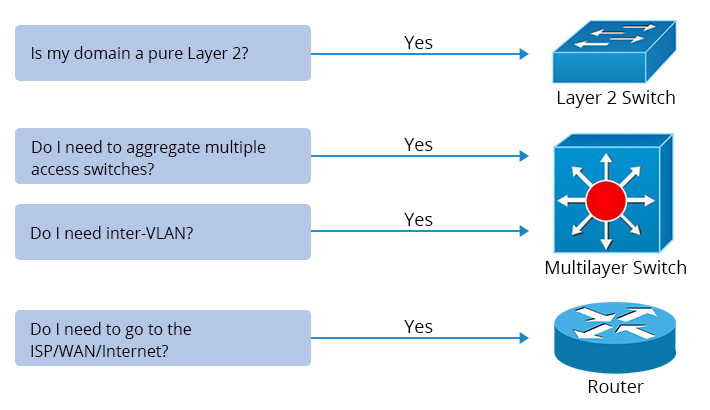 Is my domain a pure Layer 2?
Yes
Layer 2 Switch
Do I need to aggregate multiple
access switches?
Yes
Do I need inter-VLAN?
Yes
Multilayer Switch
Do I need to go to the
ISP/WAN/Internet?
Yes
Router